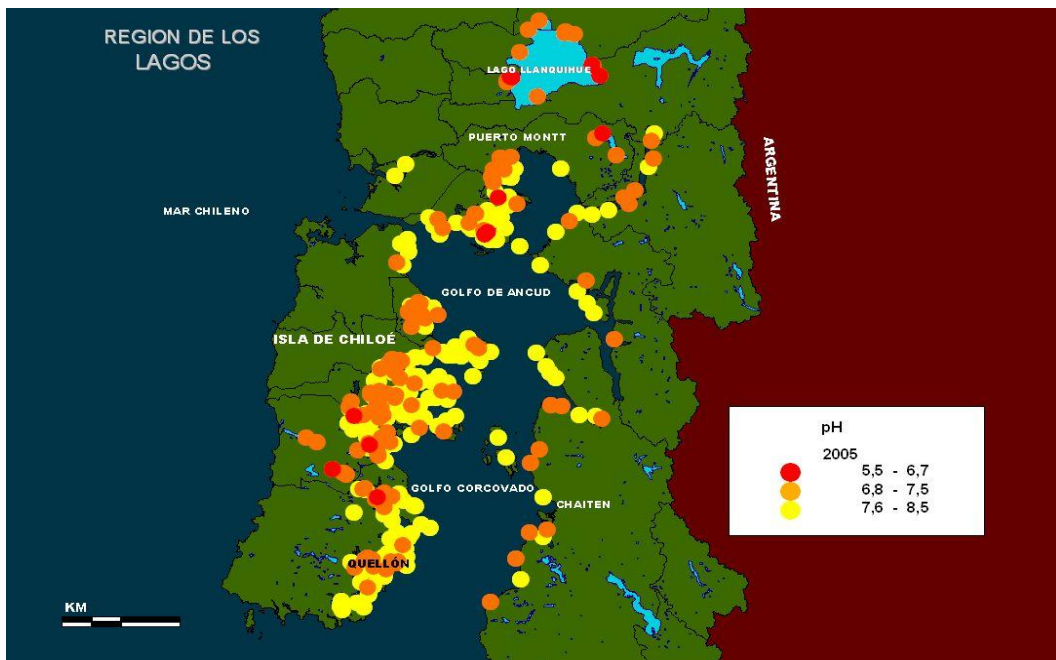 REGION DE LOS
LAGOS
LAGO LLANQUIHUE
PUERTO MONTT
ARGENTINA
MAR CHILENO
GOLFO DE ANCUD
ISLA DE CHILOÉ
pH
2005
5,5 - 6,7
6,8 - 7,5
7,6 - 8,5
GOLFO CORCOVADO
CHAITEN
QUELLÓN
KM